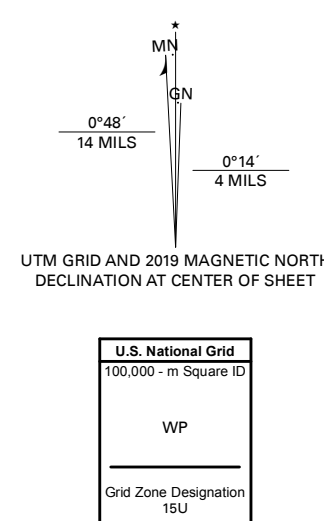 ★
MN
GN
0°48´
14 MILS
0°14´
4 MILS
UTM GRID AND 2019 MAGNETIC NORTH
DECLINATION AT CENTER OF SHEET
U.S. National Grid
100,000 - m Square ID
WP
Grid Zone Designation
15U